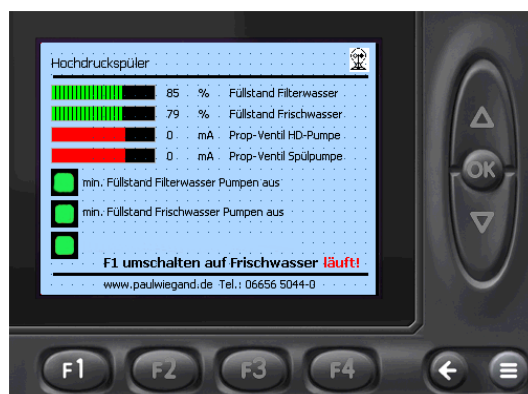 Hochdruckspüler
85 % Füllstand Filterwasser
79 % Füllstand Frischwasser
0 mA Prop-Ventil HD-Pumpe
0 mA Prop-Ventil Spülpumpe
min. Füllstand Filterwasser Pumpen aus
min. Füllstand Frischwasser Pumpen aus
F1 umschalten auf Frischwasser läuft!
www.paulwiegand.de Tel.: 06656 5044-0
OK
F1 F2 F3 F4